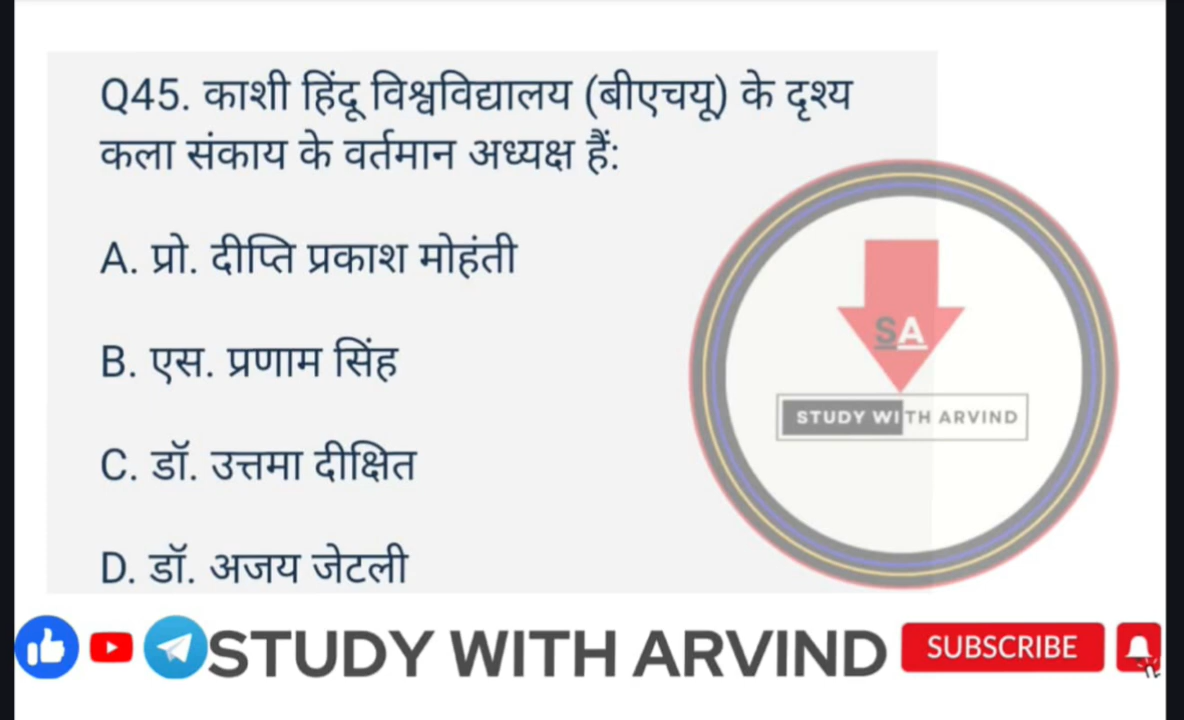 Q45. काशी हिंदू विश्वविद्यालय (बीएचयू) के दृश्य
कला संकाय के वर्तमान अध्यक्ष हैं:
A. प्रो. दीप्ति प्रकाश मोहंती
B. एस. प्रणाम सिंह
C. डॉ. उत्तमा दीक्षित
D. डॉ. अजय जेटली
SA
STUDY WITH ARVIND
STUDY WITH ARVIND SUBSCRIBE